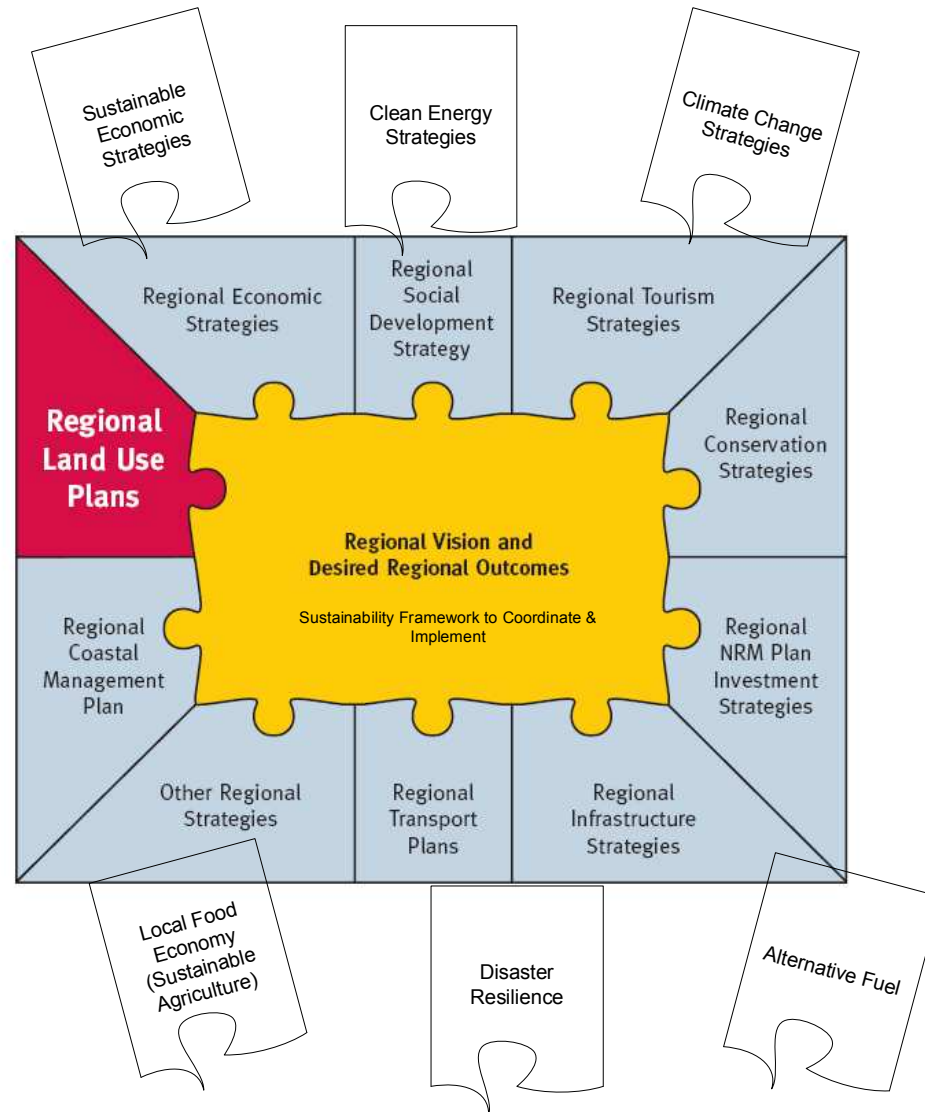 Sustainable
Economic
Strategies
Clean Energy
Strategies
Climate Change
Strategies
Regional Economic
Strategies
Regional
Social
Development
Strategy
Regional Tourism
Strategies
Regional
Land Use
Plans
Regional
Conservation
Strategies
Regional Vision and
Desired Regional Outcomes
Sustainability Framework to Coordinate &
Implement
Regional
Coastal
Management
Plan
Regional
NRM Plan
Investment
Strategies
Other Regional
Strategies
Regional
Transport
Plans
Regional
Infrastructure
Strategies
Local Food
Economy
(Sustainable
Agriculture)
Disaster
Resilience
Alternative Fuel